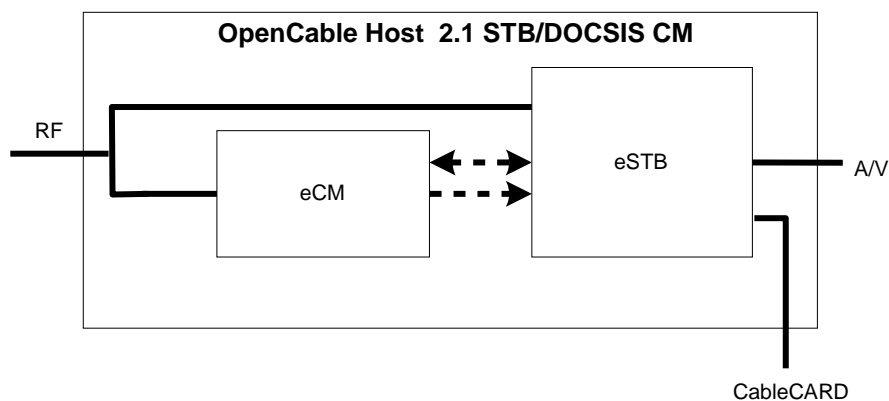 OpenCable Host 2.1 STB/DOCSIS CM
RF
eCM
eSTB
A/V
CableCARD